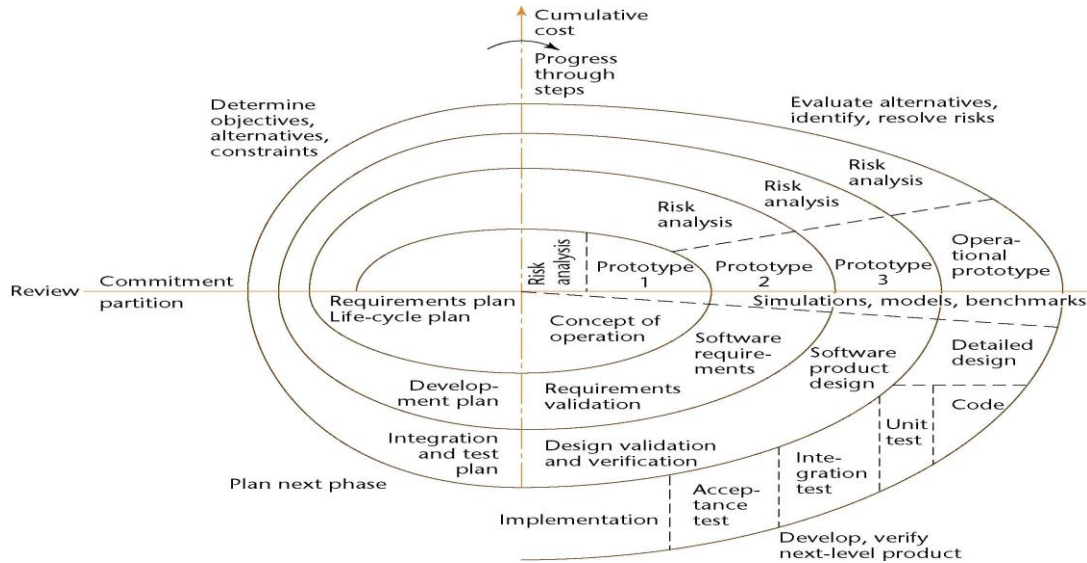 Cumulative
cost
Progress
through
steps
Determine
objectives,
alternatives,
constraints
Evaluate alternatives,
identify, resolve risks
Risk
analysis
Risk
analysis
Risk
analysis
Risk
analysis
Prototype
1
Prototype
2
Prototype
3
Opera-
tional
prototype
Review
Commitment
partition
Requirements plan
Life-cycle plan
Simulations, models, benchmarks
Concept of
operation
Software
require-
ments
Software
product
design
Detailed
design
Develop-
ment plan
Requirements
validation
Code
Unit
test
Integration
and test
plan
Design validation
and verification
Inte-
gration
test
Plan next phase
Accep-
tance
test
Implementation
Develop, verify
next-level product